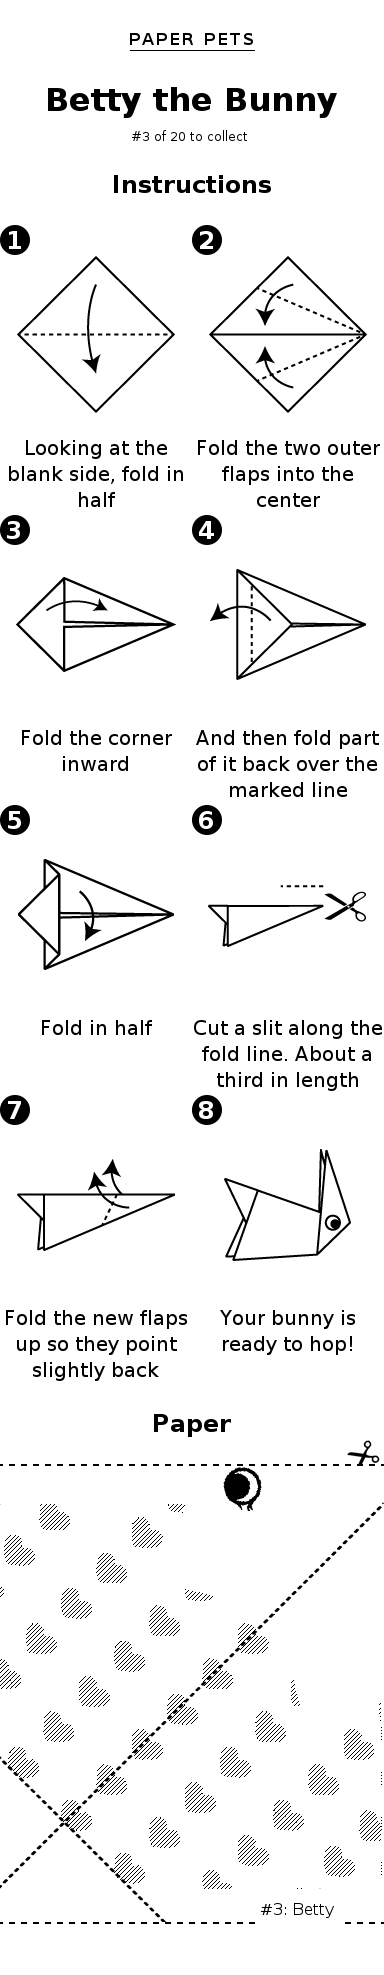 PAPER PETS
Betty the Bunny
#3 of 20 to collect
Instructions
1
Looking at the
blank side, fold in
half
2
Fold the two outer
flaps into the
center
3
Fold the corner
inward
4
And then fold part
of it back over the
marked line
5
Fold in half
6
Cut a slit along the
fold line. About a
third in length
7
Fold the new flaps
up so they point
slightly back
8
Your bunny is
ready to hop!
Paper
#3: Betty